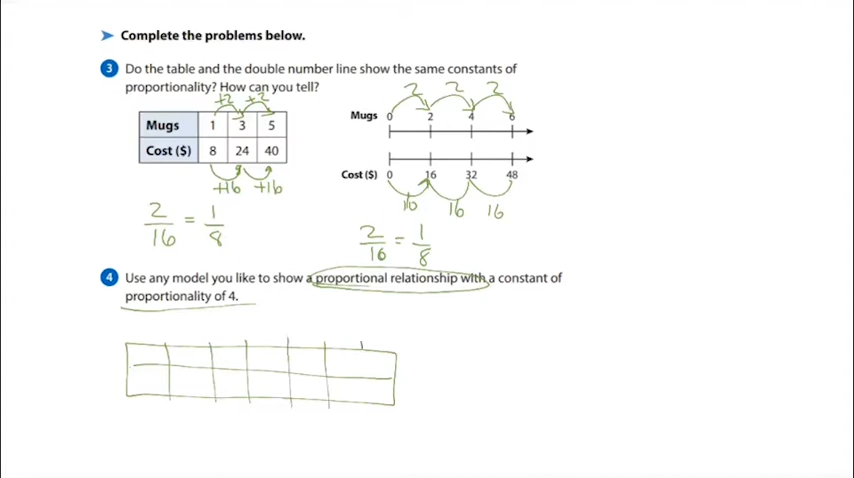 ➤ Complete the problems below.
3 Do the table and the double number line show the same constants of
proportionality? How can you tell?
+2 +2
Mugs 1 3 5
Cost ($) 8 24 40
+16 +16
2/16 = 1/8
2 2 2
Mugs 0 2 4 6
Cost ($) 0 16 32 48
16 16 16
2/16 = 1/8
4 Use any model you like to show a proportional relationship with a constant of
proportionality of 4.